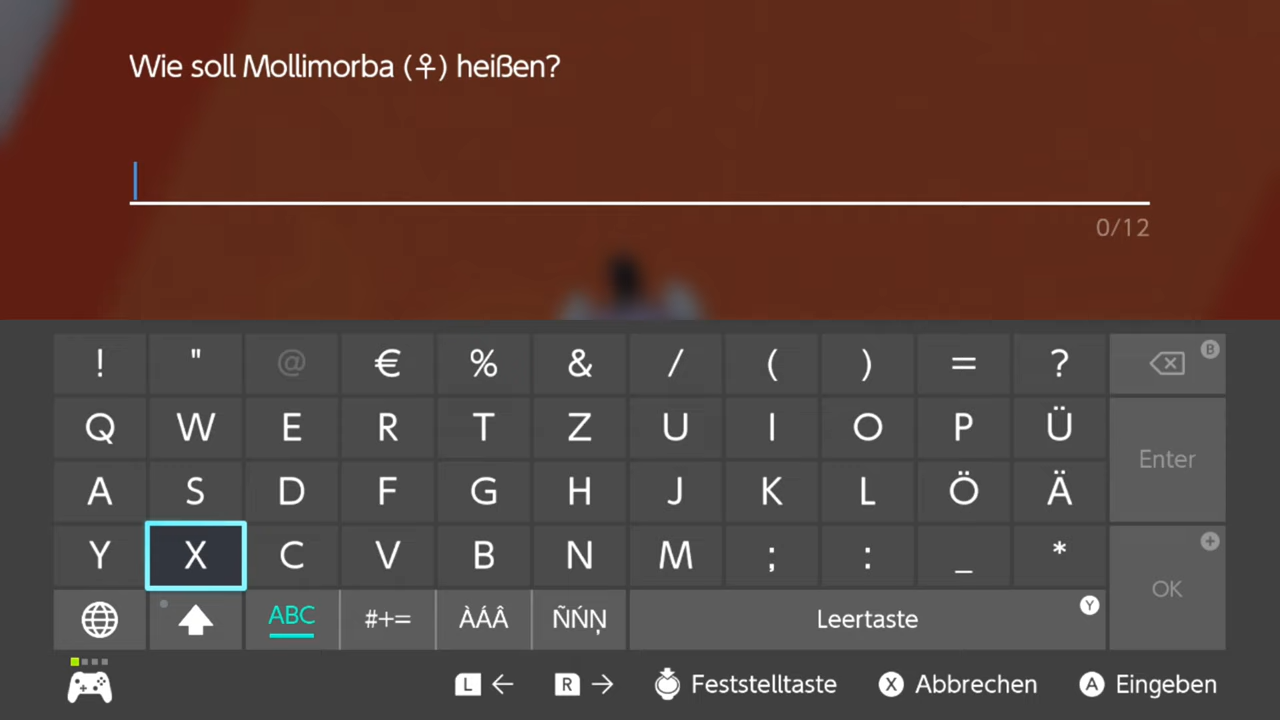 Wie soll Mollimorba (♀) heißen?
0/12
! " @ € % & / ( ) = ? B
Q W E R T Z U I O P Ü
A S D F G H J K L Ö Ä Enter
Y X C V B N M ; : _ * +
ABC #+= ÀÁÂ ÑŃŅ Leertaste Y OK
L ← R → Feststelltaste X Abbrechen A Eingeben